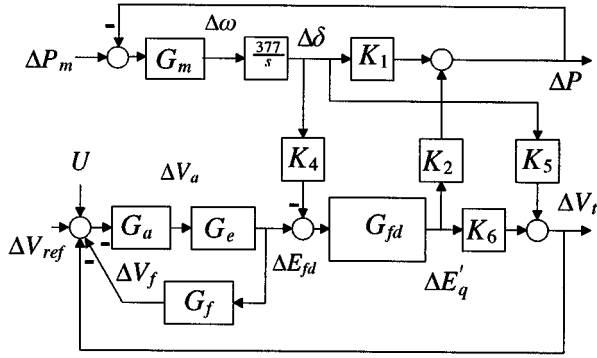 Δω
Δδ
ΔP_m
G_m
377/s
K_1
ΔP
U
ΔV_a
K_4
K_2
K_5
ΔV_t
G_a
G_e
G_fd
K_6
ΔV_ref
ΔV_f
ΔE_fd
ΔE'_q
G_f